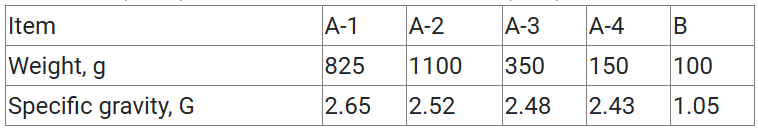 Item A-1 A-2 A-3 A-4 B
Weight, g 825 1100 350 150 100
Specific gravity, G 2.65 2.52 2.48 2.43 1.05